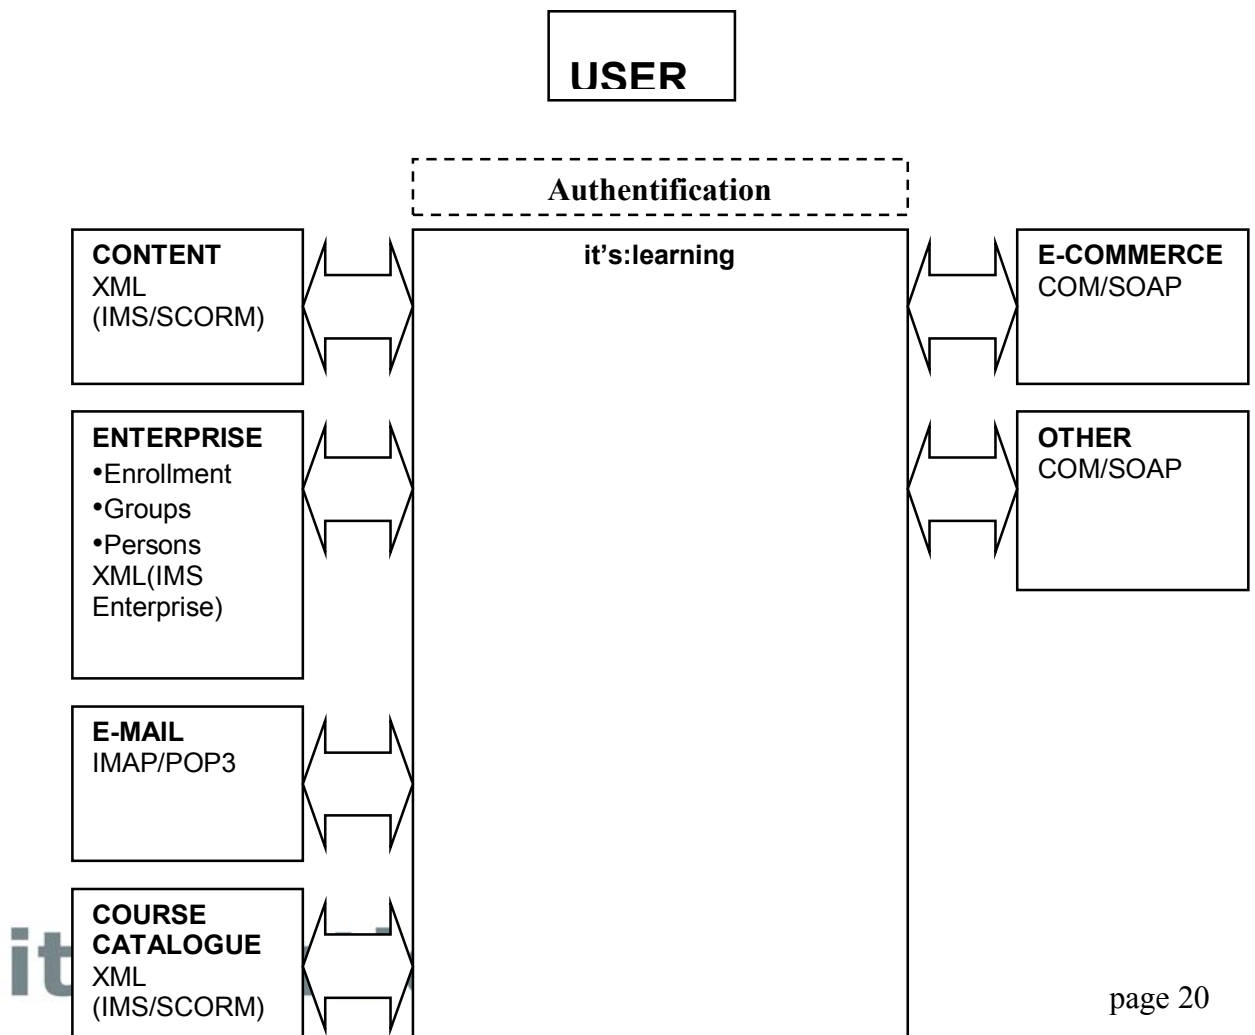 USER
Authentification
it's:learning
CONTENT
XML
(IMS/SCORM)
ENTERPRISE
•Enrollment
•Groups
•Persons
XML(IMS
Enterprise)
E-MAIL
IMAP/POP3
COURSE
CATALOGUE
XML
(IMS/SCORM)
E-COMMERCE
COM/SOAP
OTHER
COM/SOAP
it
page 20